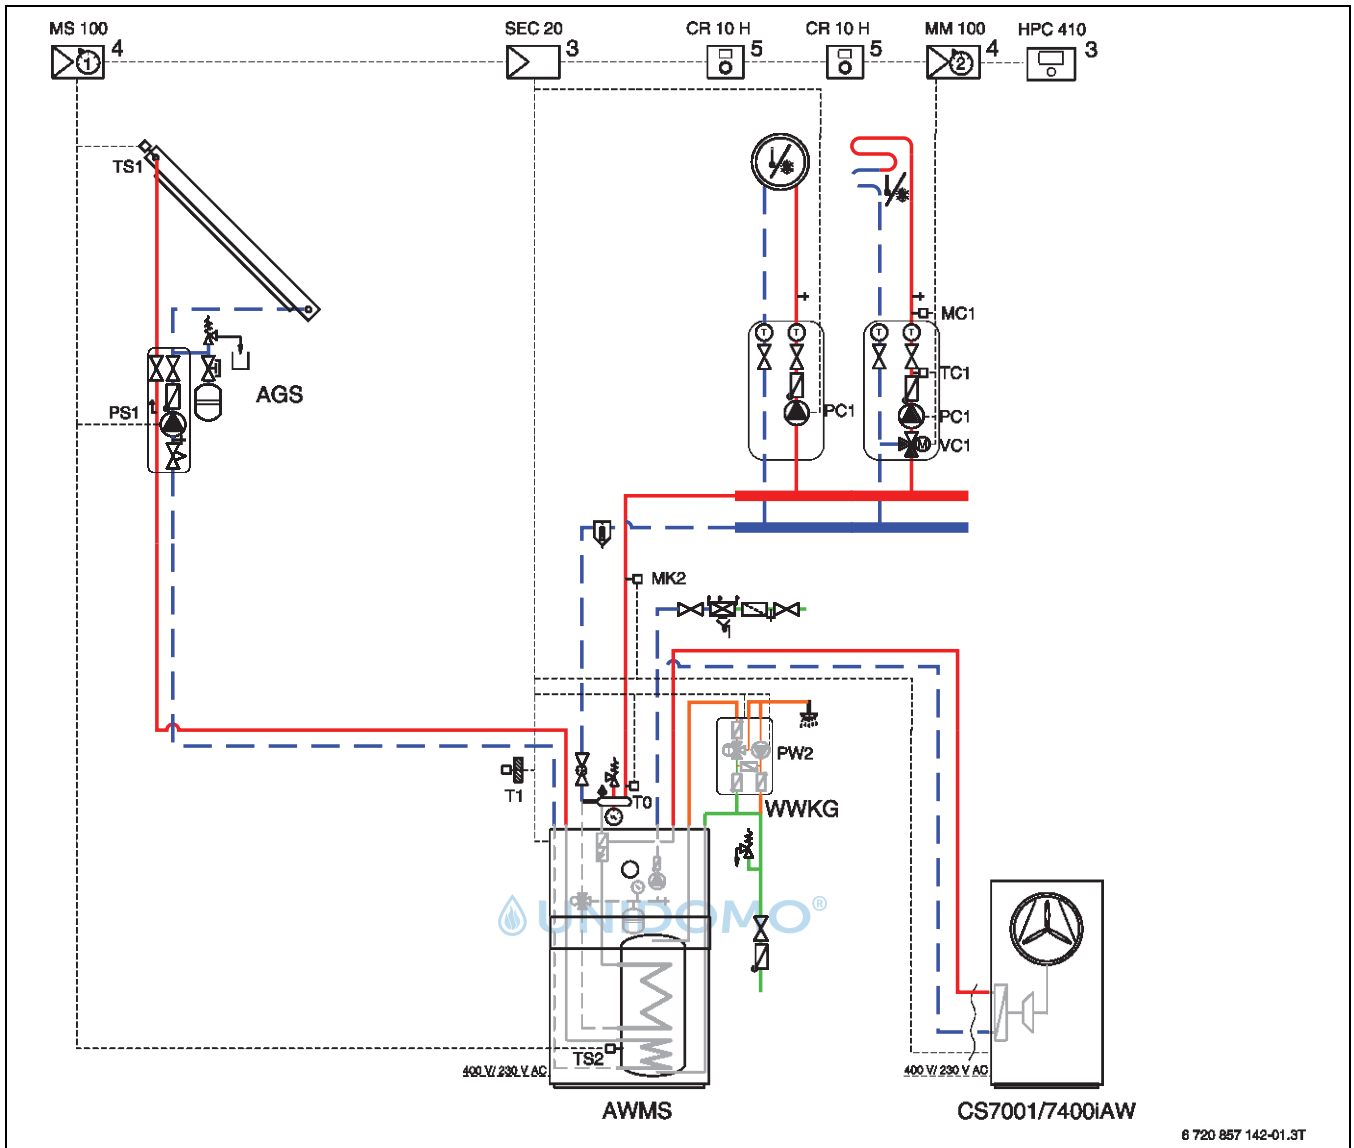 MS 100
SEC 20
CR 10 H
CR 10 H
MM 100
HPC 410
1
4
3
5
5
2
4
3
TS1
T
T
T
T
MC1
TC1
AGS
PS1
PC1
PC1
M
VC1
MK2
PW2
T1
T0
WWKG
UNIDOMO®
TS2
400 V/ 230 V AC
400 V/ 230 V AC
AWMS
CS7001/7400iAW
6 720 857 142-01.3T